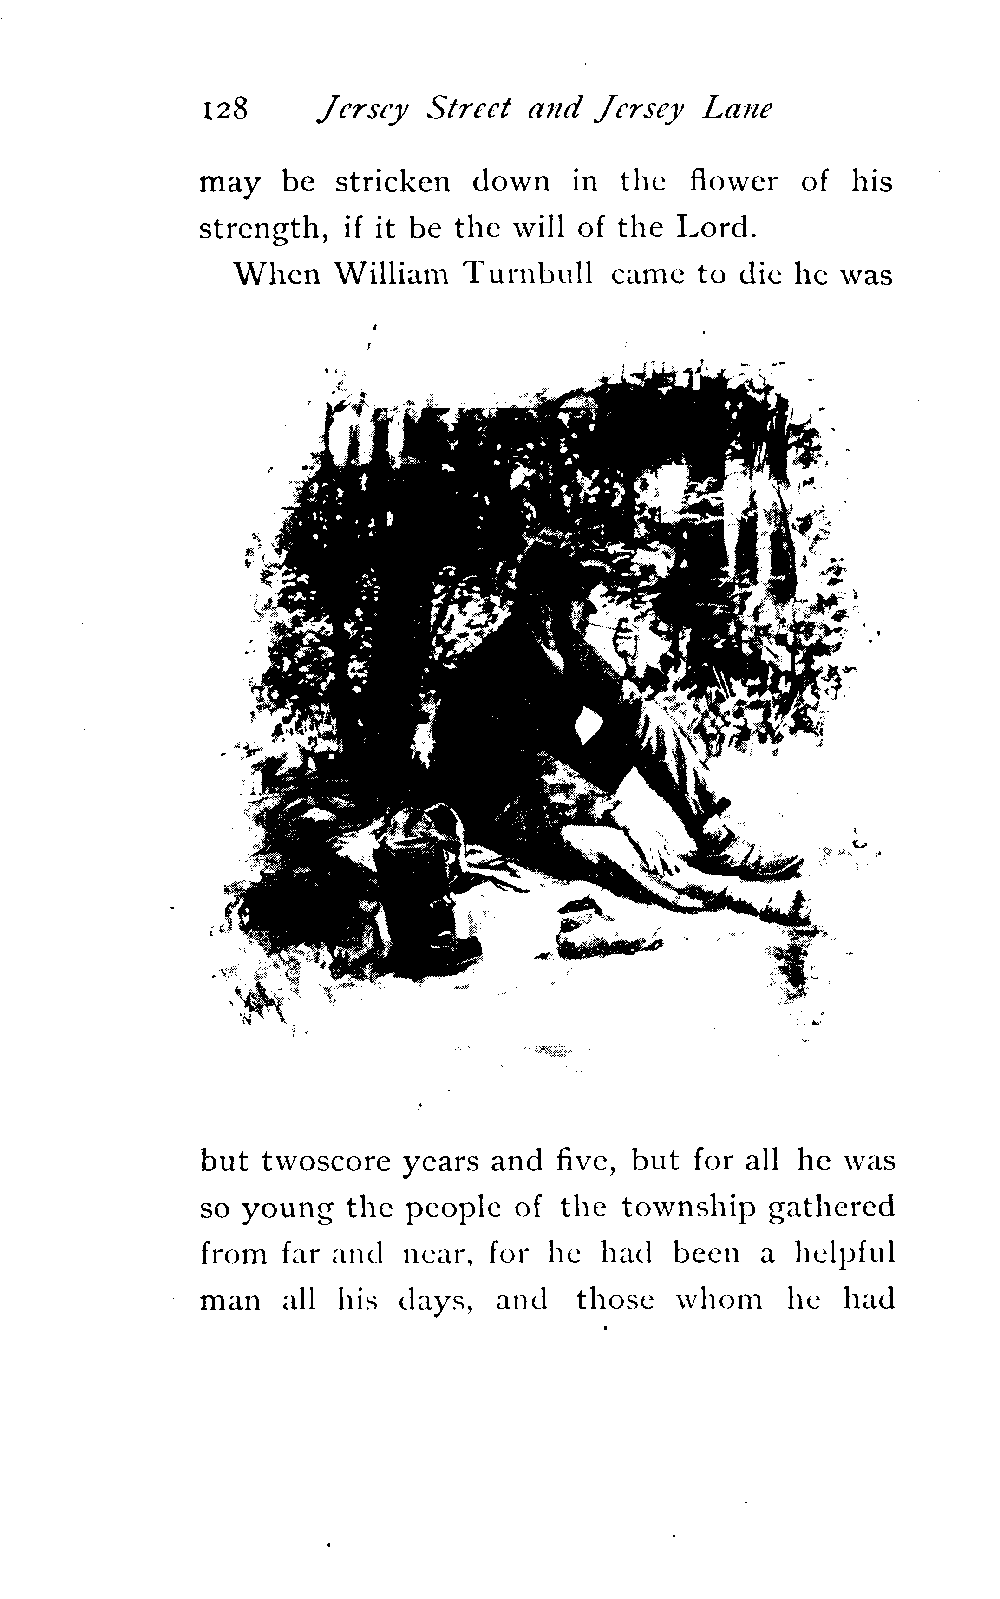 128 Jersey Street and Jersey Lane
may be stricken down in the flower of his
strength, if it be the will of the Lord.
When William Turnbull came to die he was
but twoscore years and five, but for all he was
so young the people of the township gathered
from far and near, for he had been a helpful
man all his days, and those whom he had